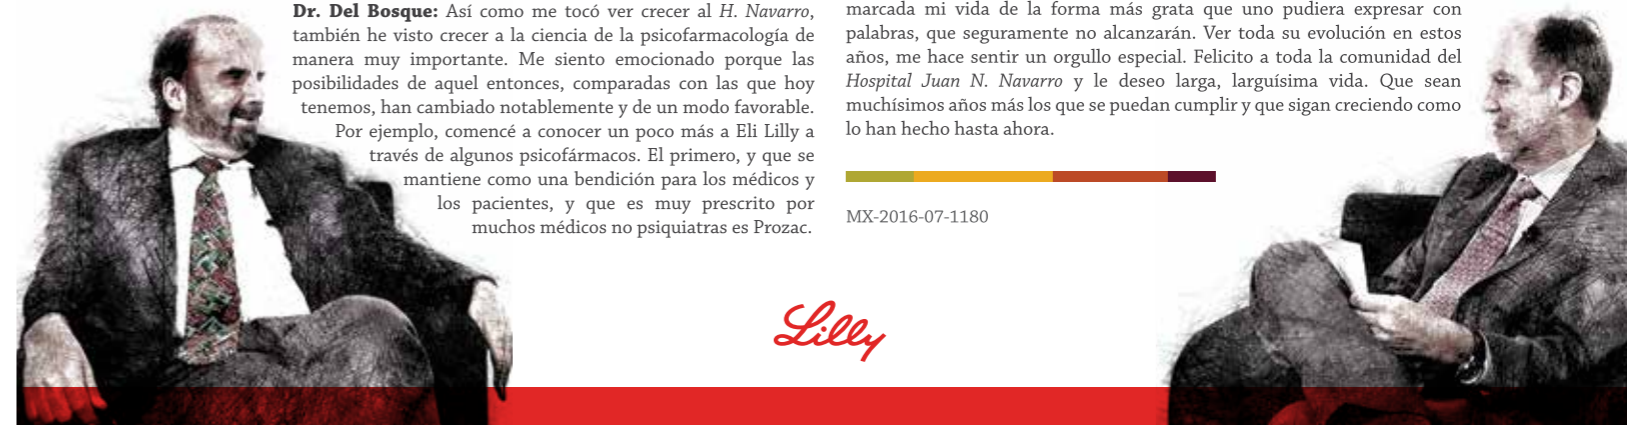 Dr. Del Bosque: Así como me tocó ver crecer al H. Navarro,
también he visto crecer a la ciencia de la psicofarmacología de
manera muy importante. Me siento emocionado porque las
posibilidades de aquel entonces, comparadas con las que hoy
tenemos, han cambiado notablemente y de un modo favorable.
Por ejemplo, comencé a conocer un poco más a Eli Lilly a
través de algunos psicofármacos. El primero, y que se
mantiene como una bendición para los médicos y
los pacientes, y que es muy prescrito por
muchos médicos no psiquiatras es Prozac.
marcada mi vida de la forma más grata que uno pudiera expresar con
palabras, que seguramente no alcanzarán. Ver toda su evolución en estos
años, me hace sentir un orgullo especial. Felicito a toda la comunidad del
Hospital Juan N. Navarro y le deseo larga, larguísima vida. Que sean
muchísimos años más los que se puedan cumplir y que sigan creciendo como
lo han hecho hasta ahora.
MX-2016-07-1180
Lilly